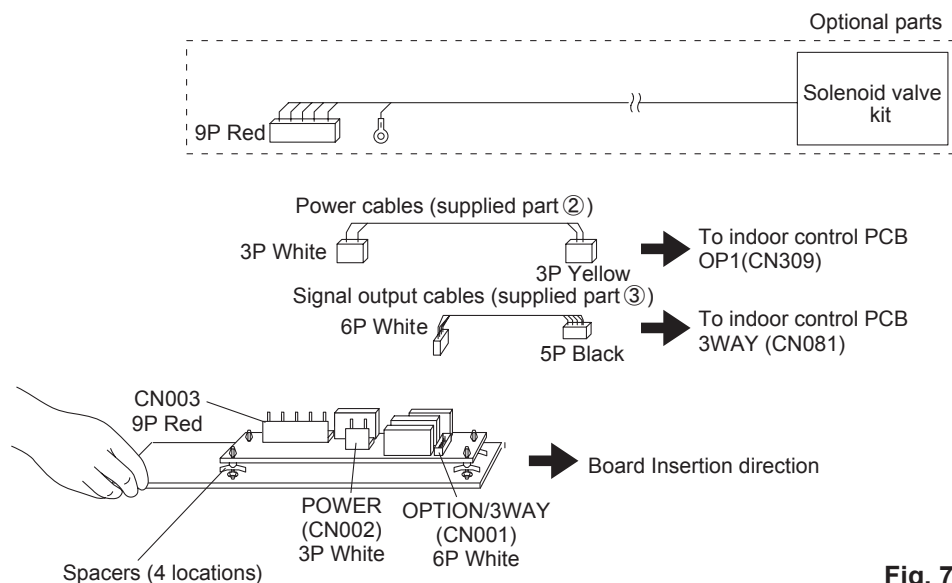 Optional parts
Solenoid valve
kit
9P Red
Power cables (supplied part ②)
3P White
3P Yellow
To indoor control PCB
OP1(CN309)
Signal output cables (supplied part ③)
6P White
5P Black
To indoor control PCB
3WAY (CN081)
CN003
9P Red
Board Insertion direction
POWER
(CN002)
3P White
OPTION/3WAY
(CN001)
6P White
Spacers (4 locations)
Fig. 7